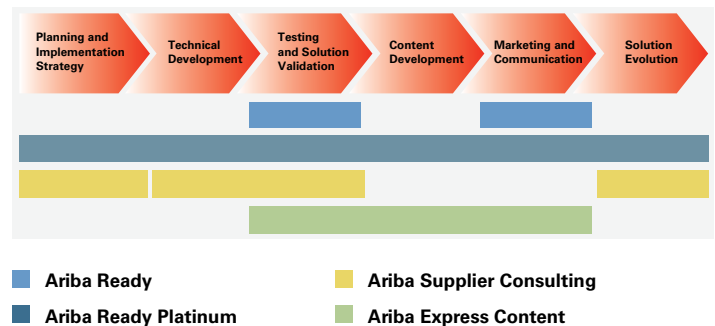 Planning and
Implementation
Strategy
Technical
Development
Testing
and Solution
Validation
Content
Development
Marketing and
Communication
Solution
Evolution
Ariba Ready
Ariba Supplier Consulting
Ariba Ready Platinum
Ariba Express Content